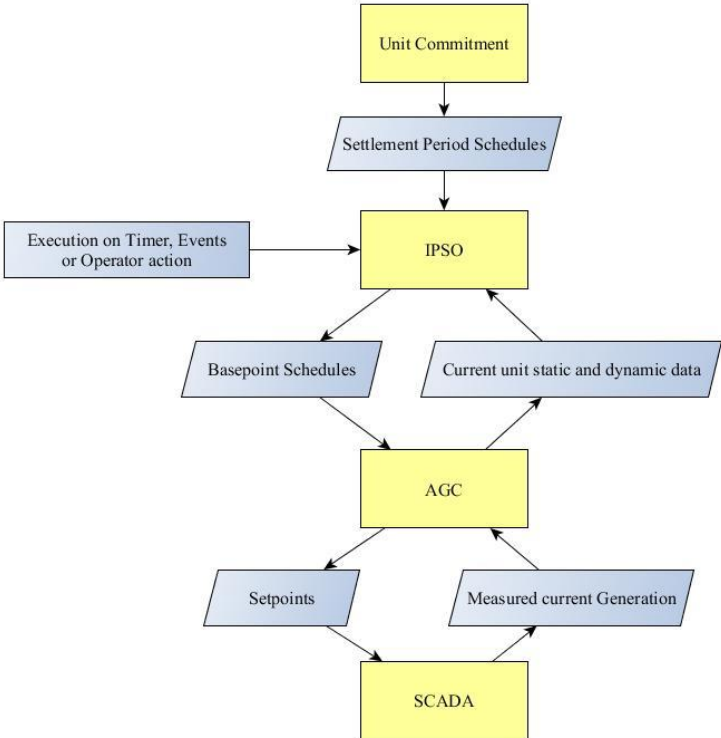 Unit Commitment
Settlement Period Schedules
Execution on Timer, Events
or Operator action
IPSO
Basepoint Schedules
Current unit static and dynamic data
AGC
Setpoints
Measured current Generation
SCADA